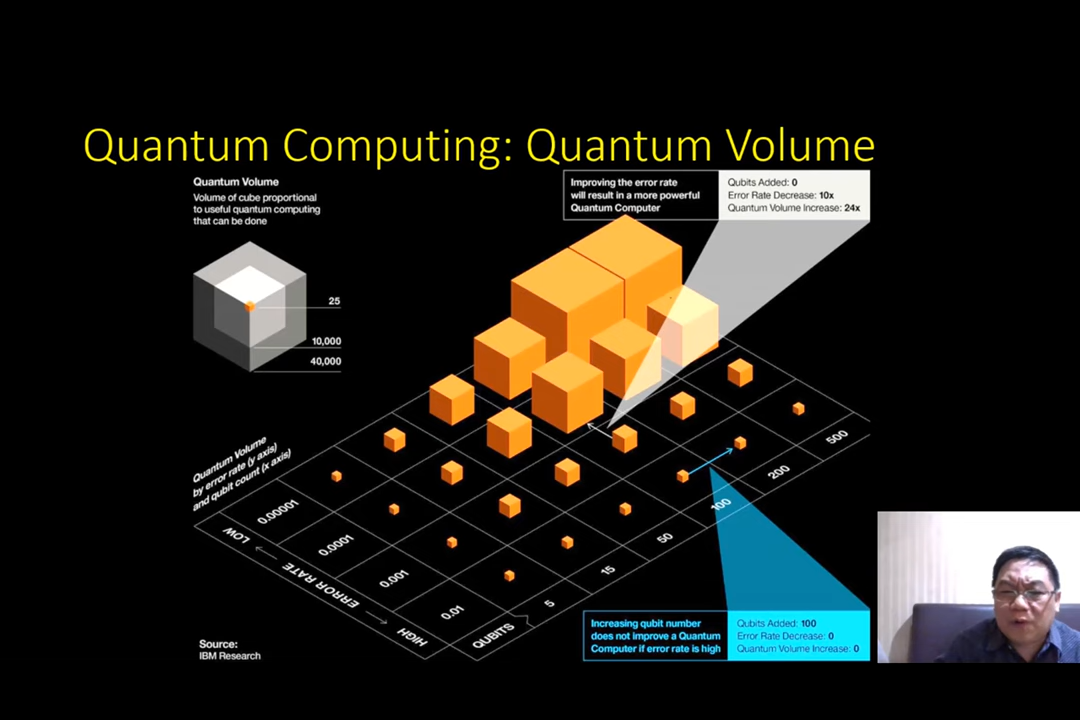 Quantum Computing: Quantum Volume
Quantum Volume
Volume of cube proportional
to useful quantum computing
that can be done
25
10,000
40,000
Improving the error rate
will result in a more powerful
Quantum Computer
Qubits Added: 0
Error Rate Decrease: 10x
Quantum Volume Increase: 24x
Quantum Volume
by error rate (y axis)
and qubit count (x axis)
0.00001
0.0001
0.001
0.01
LOW
ERROR RATE
HIGH
QUBITS
5
15
50
100
200
500
Increasing qubit number
does not improve a Quantum
Computer if error rate is high
Qubits Added: 100
Error Rate Decrease: 0
Quantum Volume Increase: 0
Source:
IBM Research